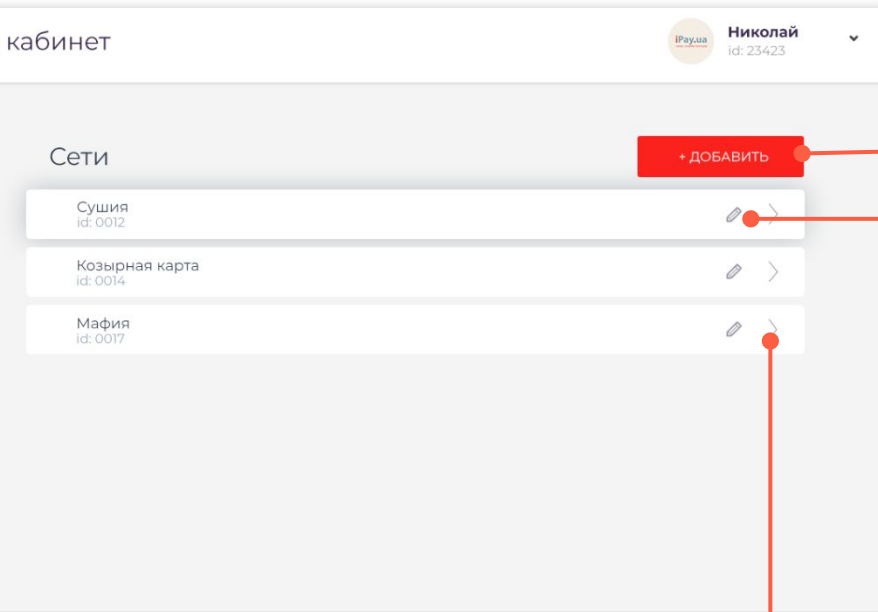 кабинет
iPay.ua
Николай
id: 23423
Сети
+ ДОБАВИТЬ
Сушия
id: 0012
Козырная карта
id: 0014
Мафия
id: 0017